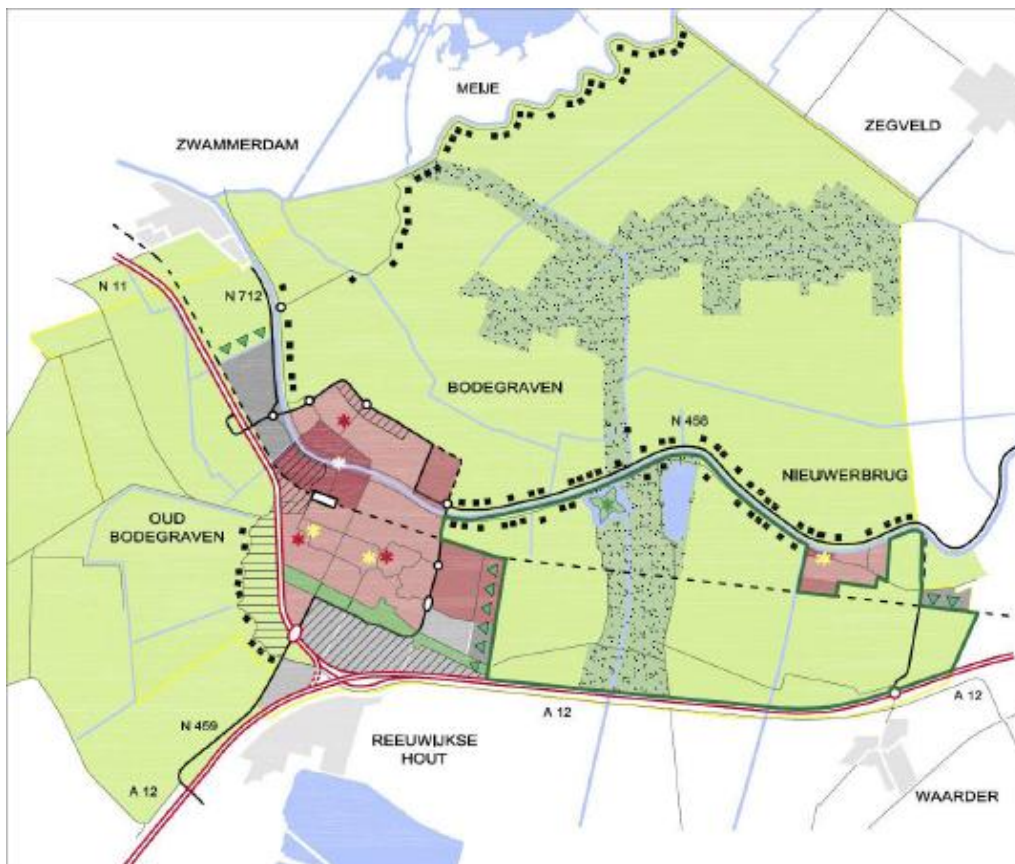 MEIJE
ZEGVELD
ZWAMMERDAM
N 11
N 712
BODEGRAVEN
N 458
NIEUWERBRUG
OUD
BODEGRAVEN
N 459
A 12
A 12
REEUWIJKSE
HOUT
A 12
WAARDER